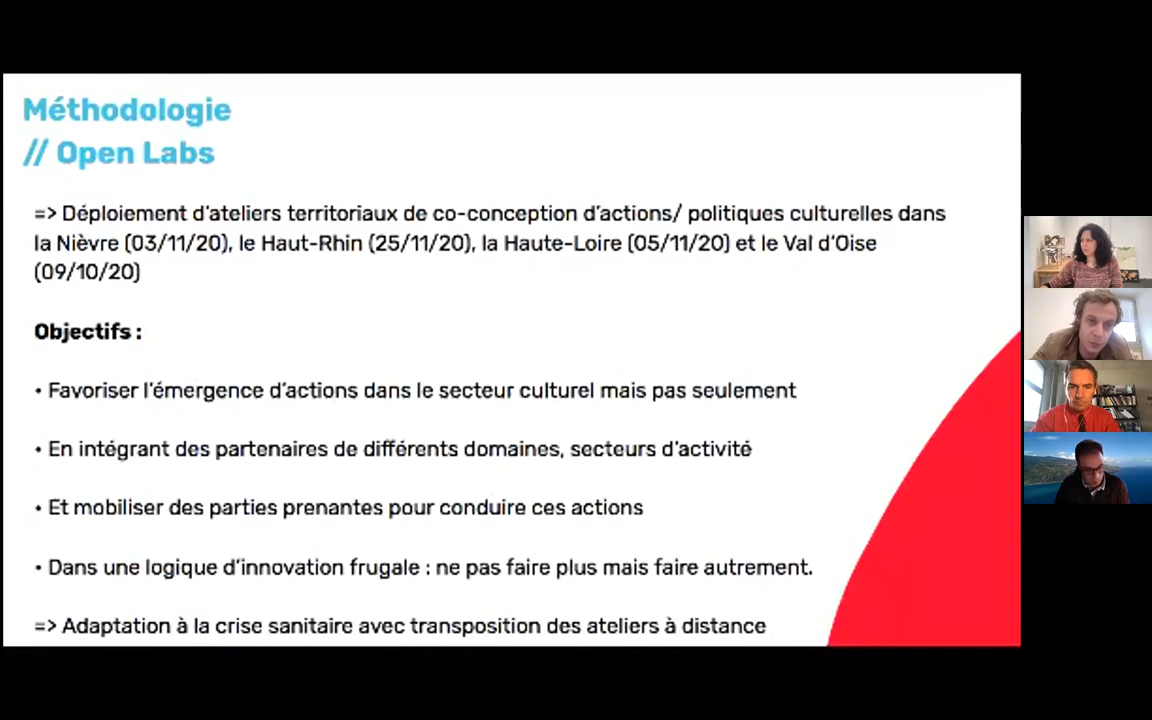 Méthodologie
// Open Labs
=> Déploiement d'ateliers territoriaux de co-conception d'actions/ politiques culturelles dans
la Nièvre (03/11/20), le Haut-Rhin (25/11/20), la Haute-Loire (05/11/20) et le Val d'Oise
(09/10/20)
Objectifs :
• Favoriser l'émergence d'actions dans le secteur culturel mais pas seulement
• En intégrant des partenaires de différents domaines, secteurs d'activité
• Et mobiliser des parties prenantes pour conduire ces actions
• Dans une logique d'innovation frugale : ne pas faire plus mais faire autrement.
=> Adaptation à la crise sanitaire avec transposition des ateliers à distance